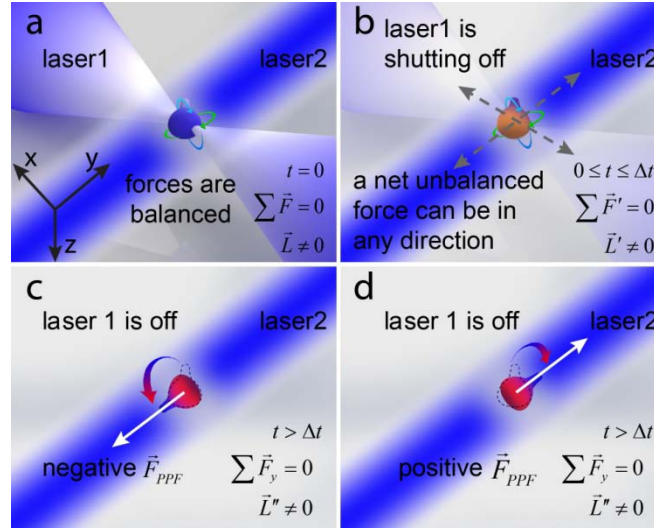 a
laser1
laser2
x
y
z
forces are
balanced
t = 0
∑ F⃗ = 0
L⃗ ≠ 0
b
laser1 is
shutting off
laser2
a net unbalanced
force can be in
any direction
0 ≤ t ≤ Δt
∑ F⃗ ' = 0
L⃗' ≠ 0
c
laser 1 is off
laser2
negative F⃗PPF
t > Δt
∑ F⃗y = 0
L⃗" ≠ 0
d
laser 1 is off
laser2
positive F⃗PPF
t > Δt
∑ F⃗y = 0
L⃗" ≠ 0